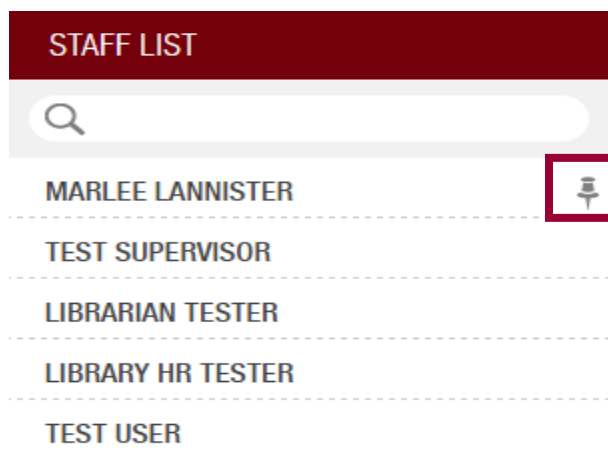 STAFF LIST
MARLEE LANNISTER
TEST SUPERVISOR
LIBRARIAN TESTER
LIBRARY HR TESTER
TEST USER